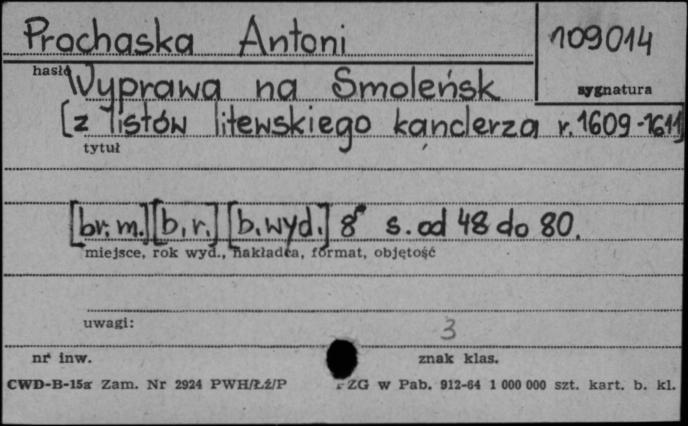 Prochaska Antoni
109014
hasło
Wyprawa na Smoleńsk
sygnatura
[z listów litewskiego kanclerza r. 1609-1611]
tytuł
[br. m.] [b. r.] [b. wyd.] 8° s. od 48 do 80.
miejsce, rok wyd., nakładca, format, objętość
uwagi:
3
nr inw. znak klas.
CWD-B-15a Zam. Nr 2924 PWH/Łź/P PZG w Pab. 912-64 1 000 000 szt. kart. b. kl.